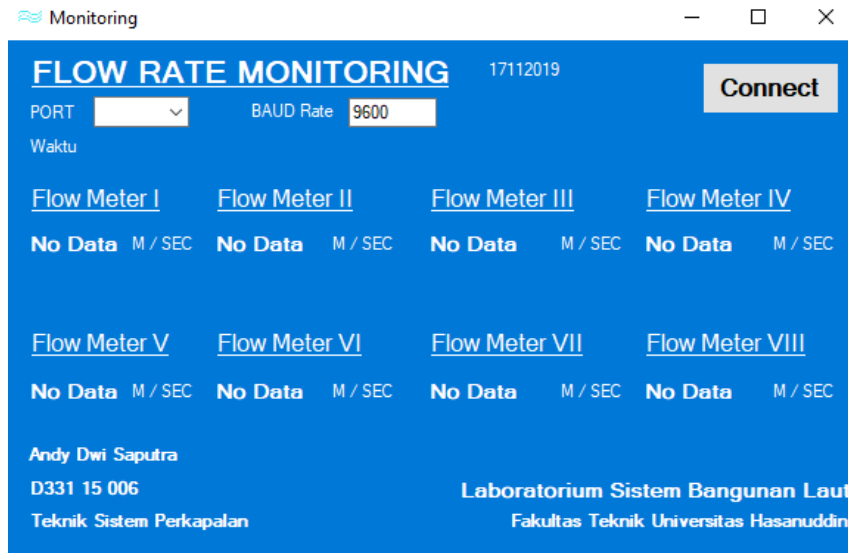 Monitoring
FLOW RATE MONITORING 17112019
Connect
PORT BAUD Rate 9600
Waktu
Flow Meter I Flow Meter II Flow Meter III Flow Meter IV
No Data M / SEC No Data M / SEC No Data M / SEC No Data M / SEC
Flow Meter V Flow Meter VI Flow Meter VII Flow Meter VIII
No Data M / SEC No Data M / SEC No Data M / SEC No Data M / SEC
Andy Dwi Saputra
D331 15 006 Laboratorium Sistem Bangunan Laut
Teknik Sistem Perkapalan Fakultas Teknik Universitas Hasanuddin